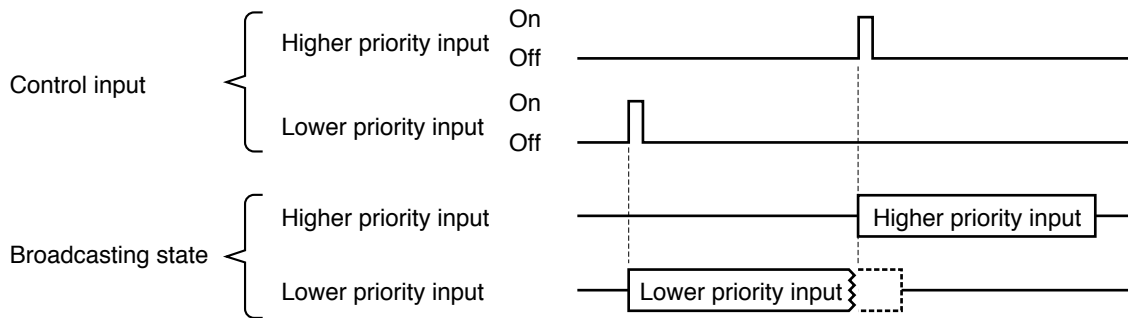 On
Higher priority input
Off
Control input
On
Lower priority input
Off
Higher priority input
Higher priority input
Broadcasting state
Lower priority input
Lower priority input